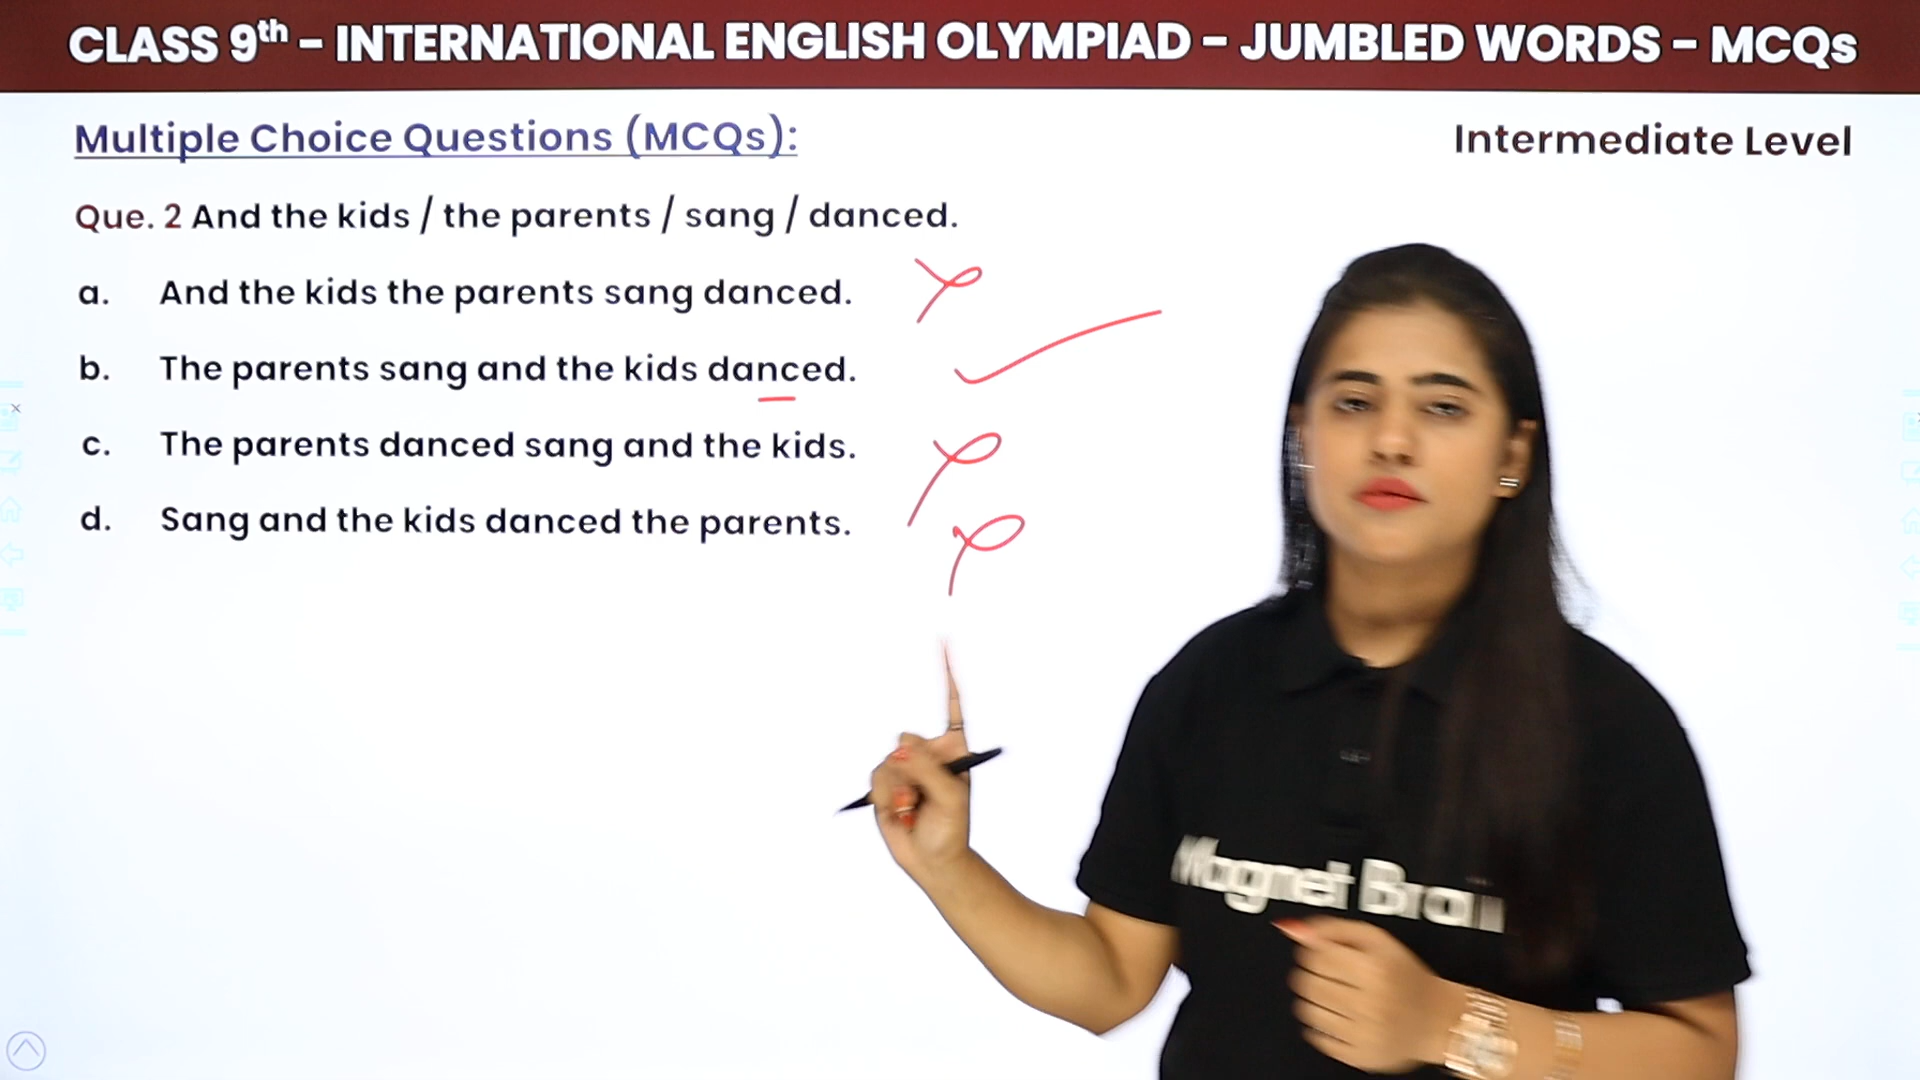 CLASS 9th – INTERNATIONAL ENGLISH OLYMPIAD – JUMBLED WORDS – MCQs
Multiple Choice Questions (MCQs):
Intermediate Level
Que. 2 And the kids / the parents / sang / danced.
a. And the kids the parents sang danced.
b. The parents sang and the kids danced.
c. The parents danced sang and the kids.
d. Sang and the kids danced the parents.
Magnet Brain